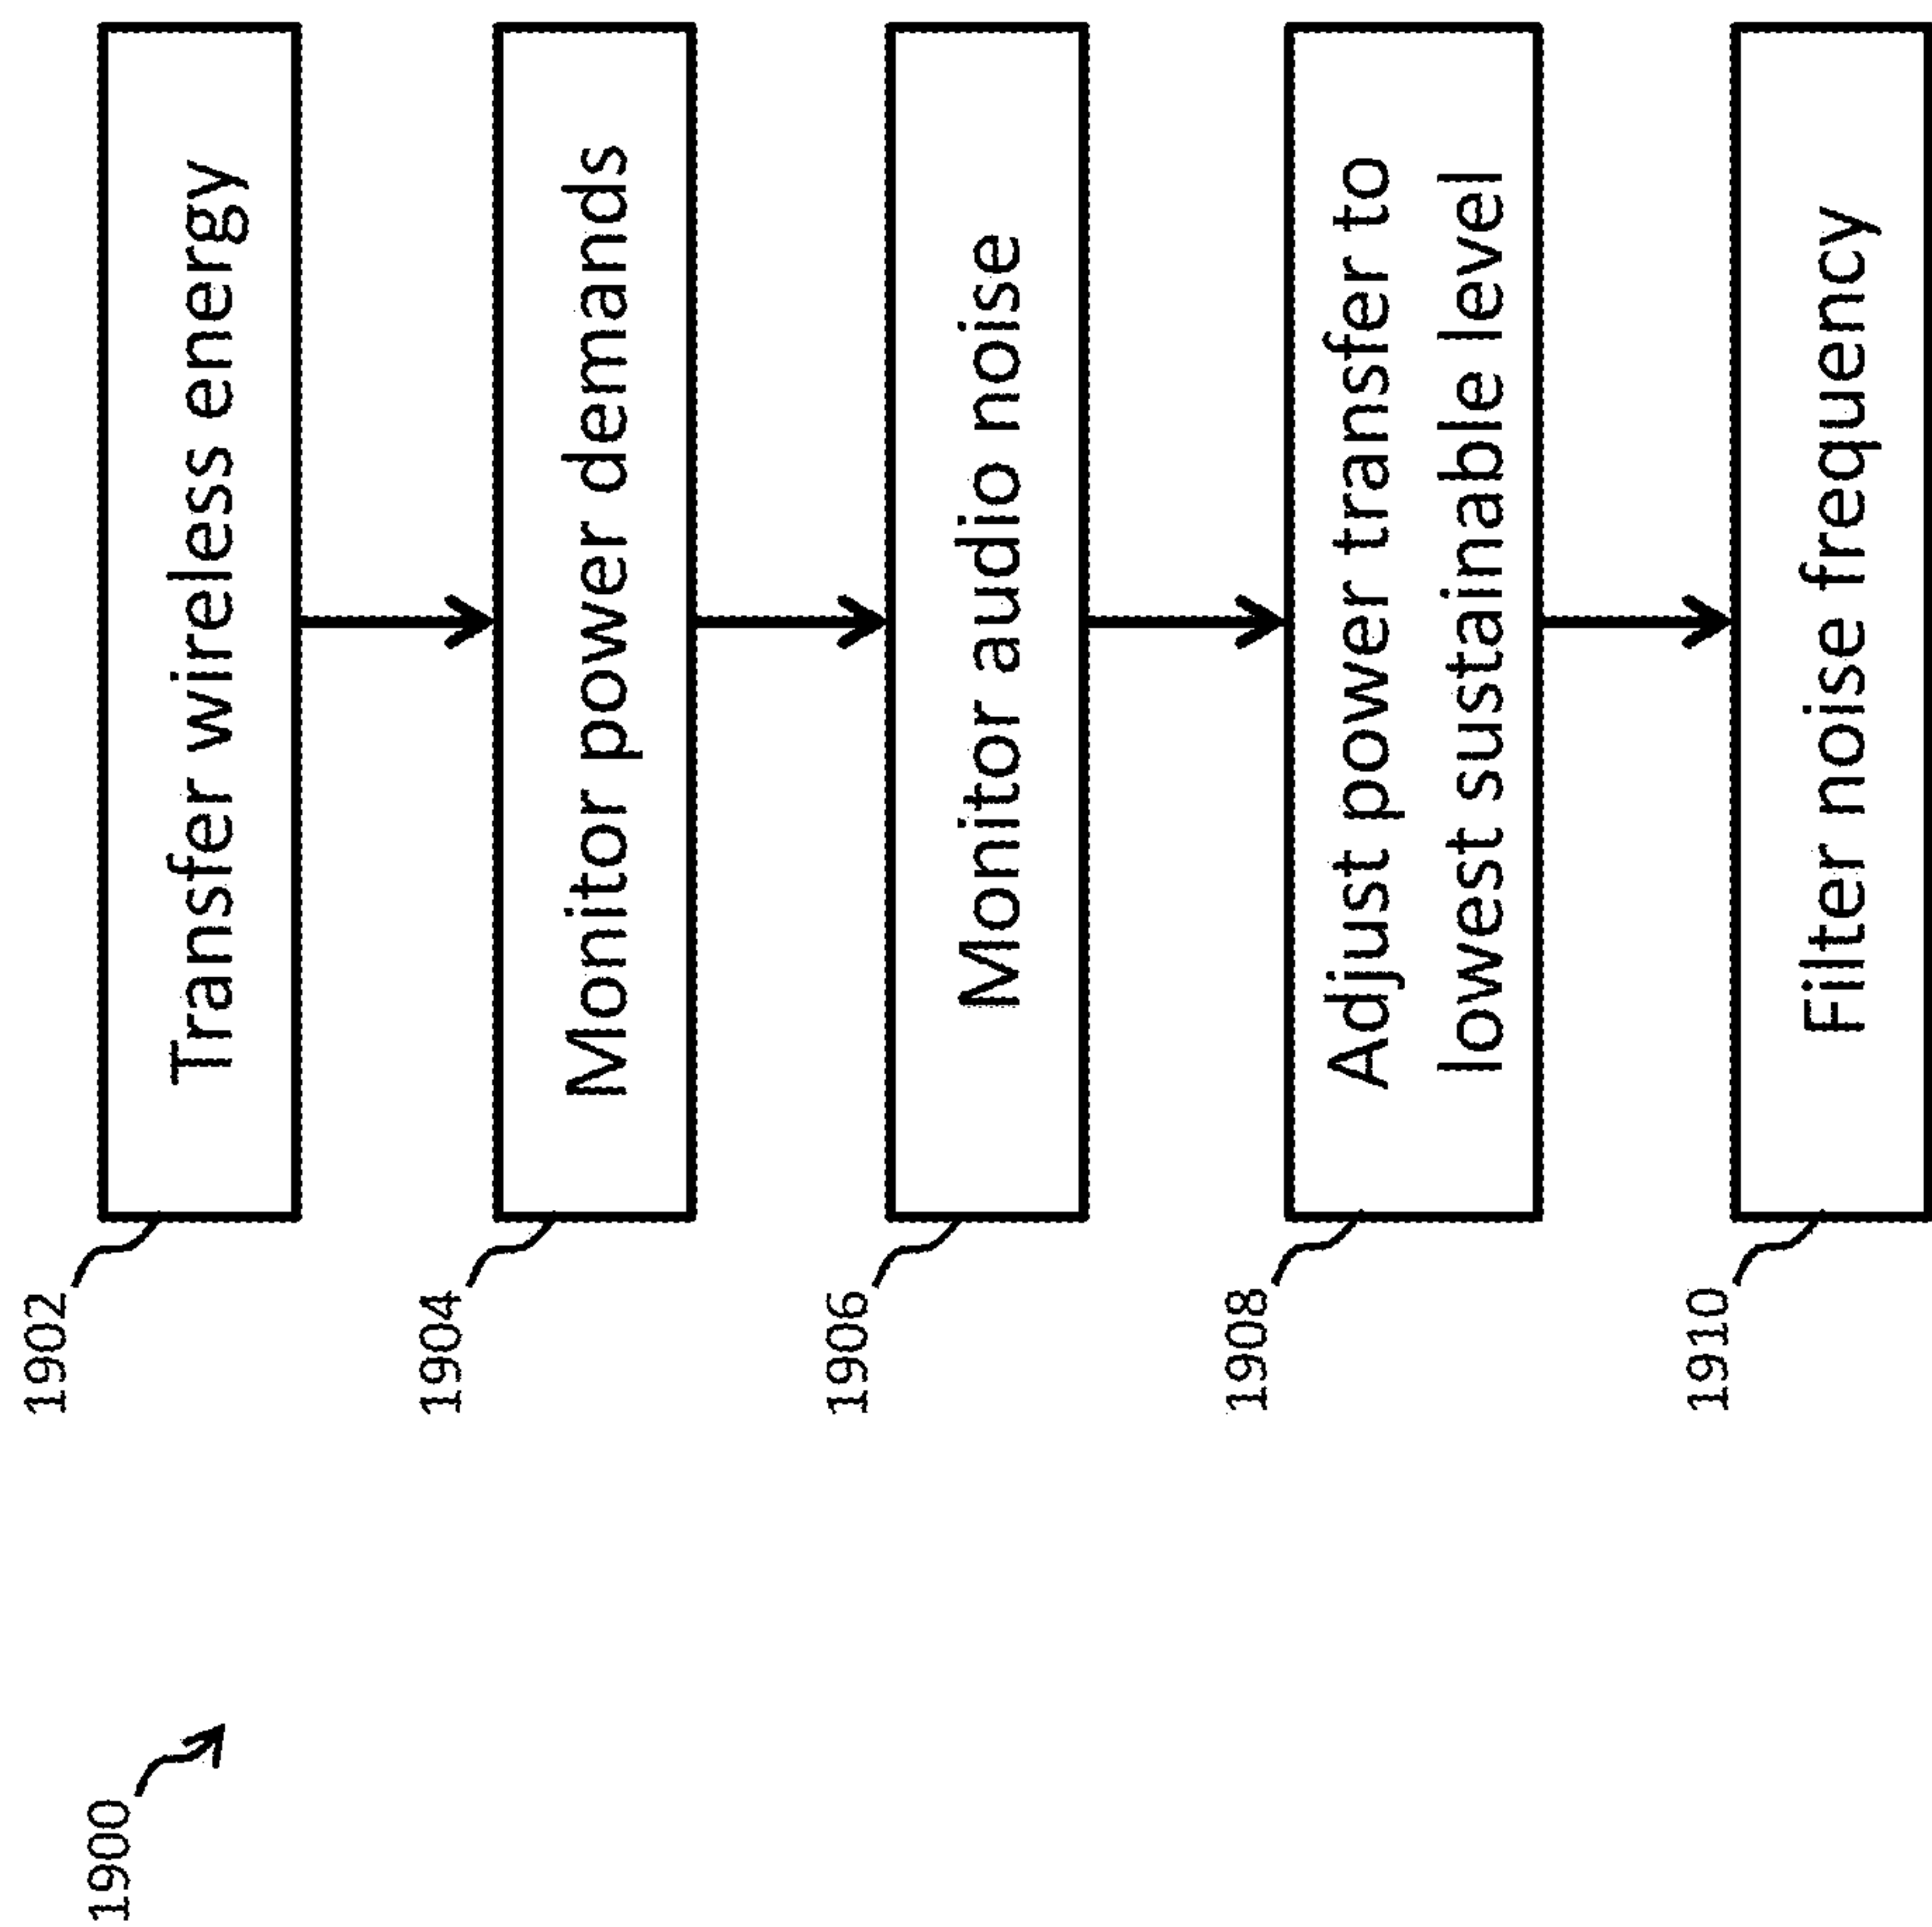 1900
1902
Transfer wireless energy
1904
Monitor power demands
1906
Monitor audio noise
1908
Adjust power transfer to
lowest sustainable level
1910
Filter noise frequency